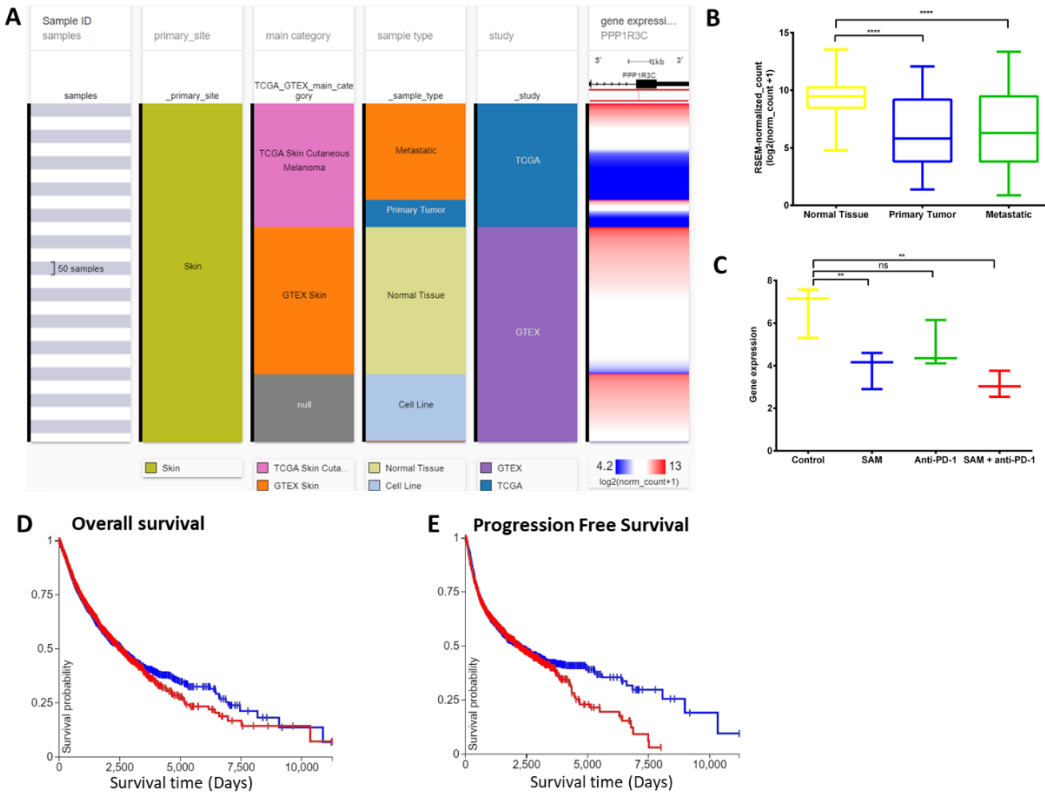 A
Sample ID
samples
primary_site
main category
sample type
study
gene expressi...
PPP1R3C
5'
3'
1kb
PPP1R3C
samples
_primary_site
TCGA_GTEX_main_cate
gory
_sample_type
_study
TCGA Skin Cutaneous
Melanoma
Metastatic
TCGA
Primary Tumor
50 samples
Skin
GTEX Skin
Normal Tissue
GTEX
null
Cell Line
Skin
TCGA Skin Cuta...
GTEX Skin
Normal Tissue
Cell Line
GTEX
TCGA
4.2
13
log2(norm_count+1)
B
****
****
RSEM-normalized_count
(log2(norm_count +1)
15
10
5
0
Normal Tissue
Primary Tumor
Metastatic
C
**
ns
**
Gene expression
8
6
4
2
0
Control
SAM
Anti-PD-1
SAM + anti-PD-1
D
Overall survival
1
0.75
0.5
0.25
0
Survival probability
0
2,500
5,000
7,500
10,000
Survival time (Days)
E
Progression Free Survival
1
0.75
0.5
0.25
0
Survival probability
0
2,500
5,000
7,500
10,000
Survival time (Days)